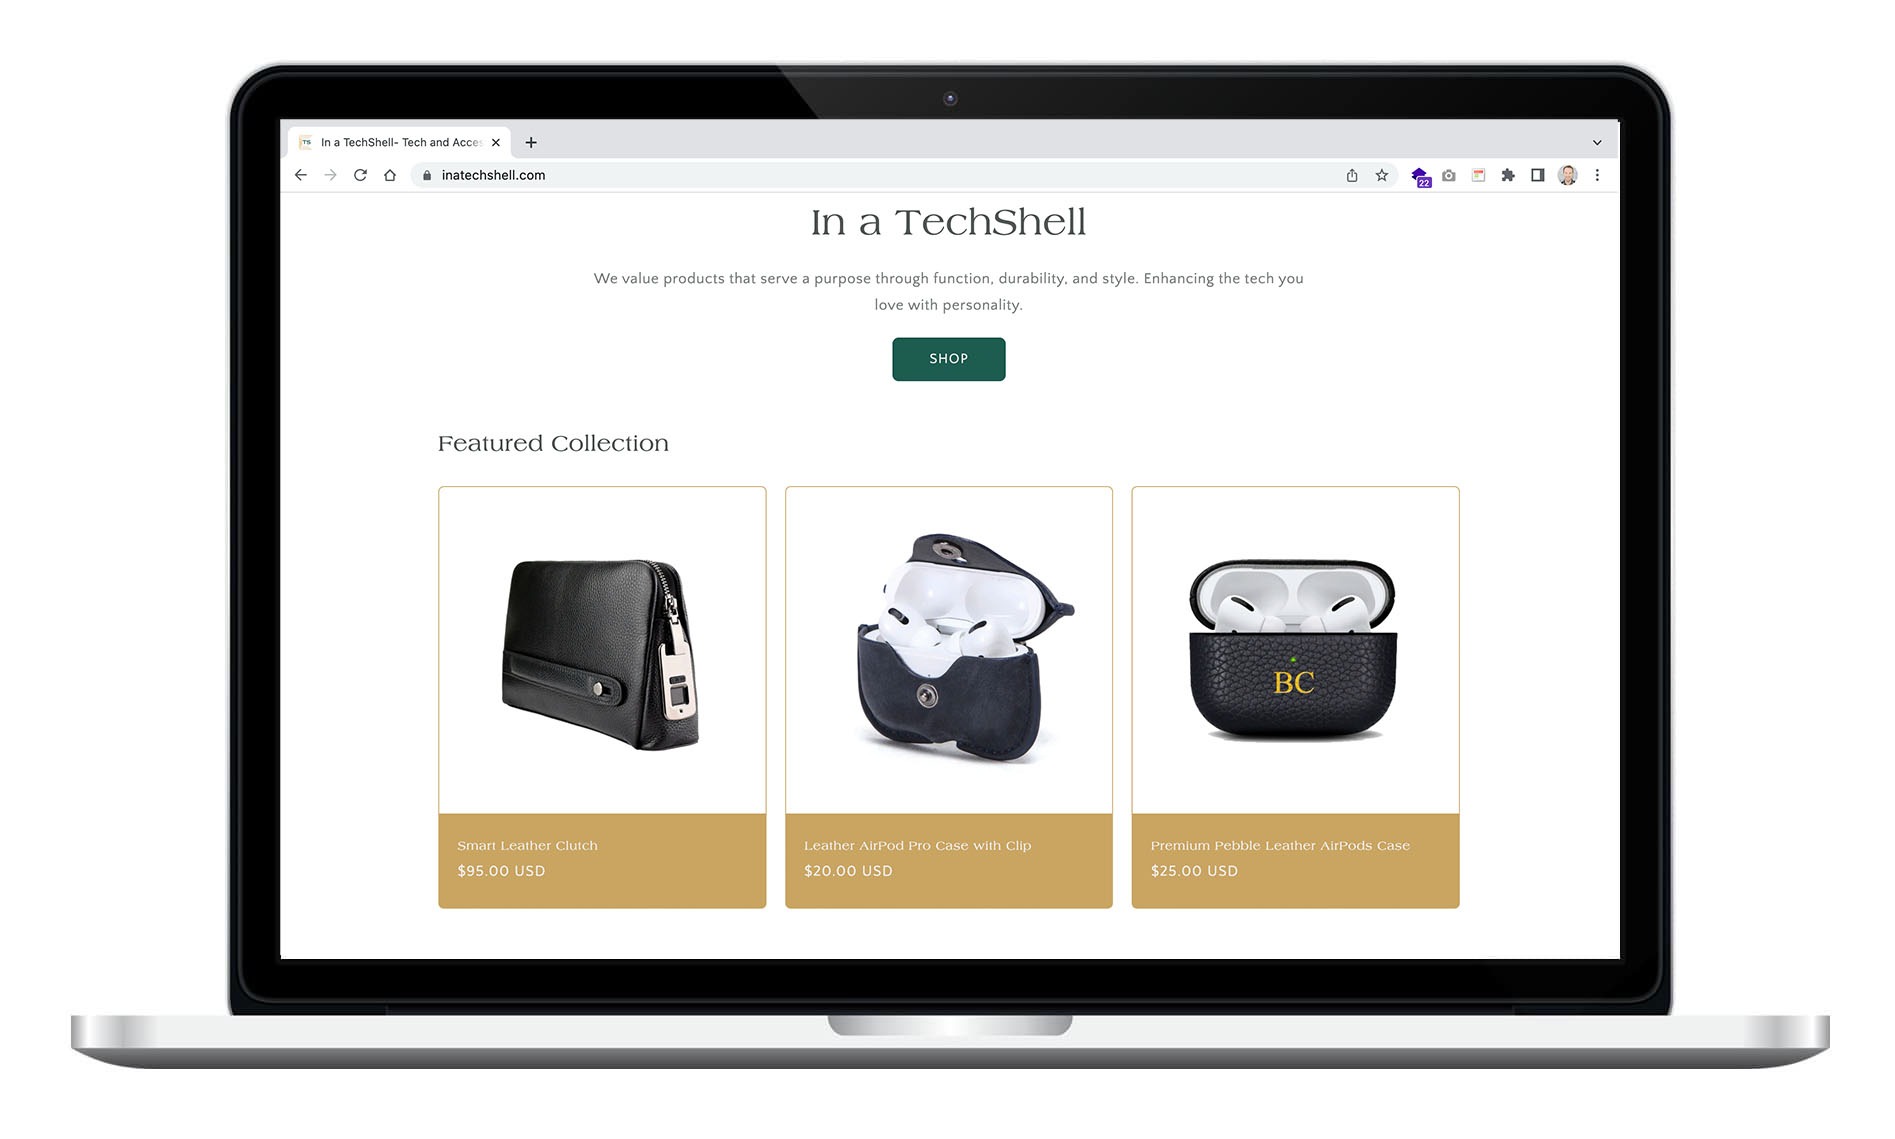 TS In a TechShell- Tech and Acces
inatechshell.com
22
In a TechShell
We value products that serve a purpose through function, durability, and style. Enhancing the tech you
love with personality.
SHOP
Featured Collection
BC
Smart Leather Clutch
$95.00 USD
Leather AirPod Pro Case with Clip
$20.00 USD
Premium Pebble Leather AirPods Case
$25.00 USD